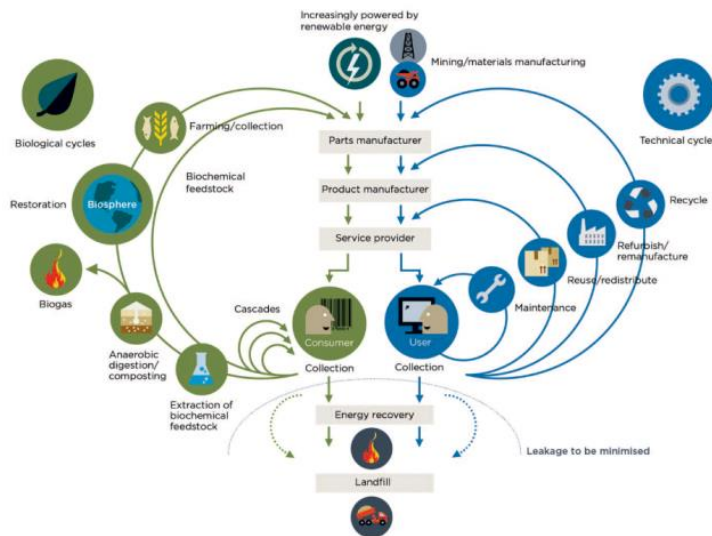 Increasingly powered by
renewable energy
Mining/materials manufacturing
Biological cycles
Farming/collection
Parts manufacturer
Technical cycle
Biochemical
feedstock
Product manufacturer
Restoration
Biosphere
Recycle
Service provider
Refurbish/
remanufacture
Biogas
Reuse/redistribute
Cascades
Maintenance
Consumer
User
Anaerobic
digestion/
composting
Collection
Collection
Extraction of
biochemical
feedstock
Energy recovery
Leakage to be minimised
Landfill